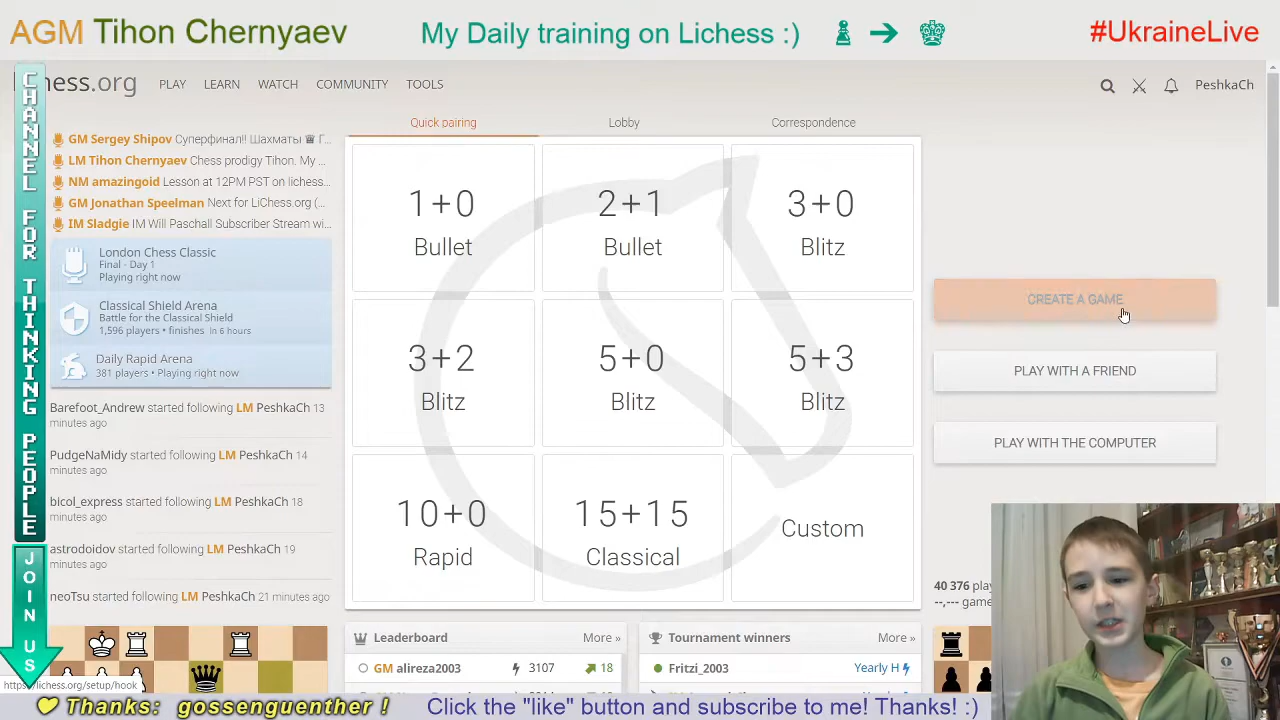 AGM Tihon Chernyaev
My Daily training on Lichess :)
#UkraineLive
CHANNEL FOR THINKING PEOPLE
JOIN US
hess.org
PLAY
LEARN
WATCH
COMMUNITY
TOOLS
PeshkaCh
GM Sergey Shipov Суперфинал!! Шахматы ♛ Г...
LM Tihon Chernyaev Chess prodigy Tihon. My ...
NM amazingoid Lesson at 12PM PST on lichess...
GM Jonathan Speelman Next for LiChess.org (...
IM Sladgie IM Will Paschall Subscriber Stream wi...
London Chess Classic
Final - Day 1
Playing right now
Classical Shield Arena
Battle for the Classical Shield
1,596 players • finishes In 6 hours
Daily Rapid Arena
381 players • Playing right now
Barefoot_Andrew started following LM PeshkaCh 13
minutes ago
PudgeNaMidy started following LM PeshkaCh 14
minutes ago
bicol_express started following LM PeshkaCh 18
minutes ago
astrodoidov started following LM PeshkaCh 19
minutes ago
neoTsu started following LM PeshkaCh 21 minutes ago
Quick pairing
Lobby
Correspondence
1+0
Bullet
2+1
Bullet
3+0
Blitz
3+2
Blitz
5+0
Blitz
5+3
Blitz
10+0
Rapid
15+15
Classical
Custom
CREATE A GAME
PLAY WITH A FRIEND
PLAY WITH THE COMPUTER
40 376 play
--,--- game
Leaderboard
More »
GM alireza2003
3107
18
Tournament winners
More »
Fritzi_2003
Yearly H
https://lichess.org/setup/hook
Thanks: gossenguenther !
Click the "like" button and subscribe to me! Thanks! :)